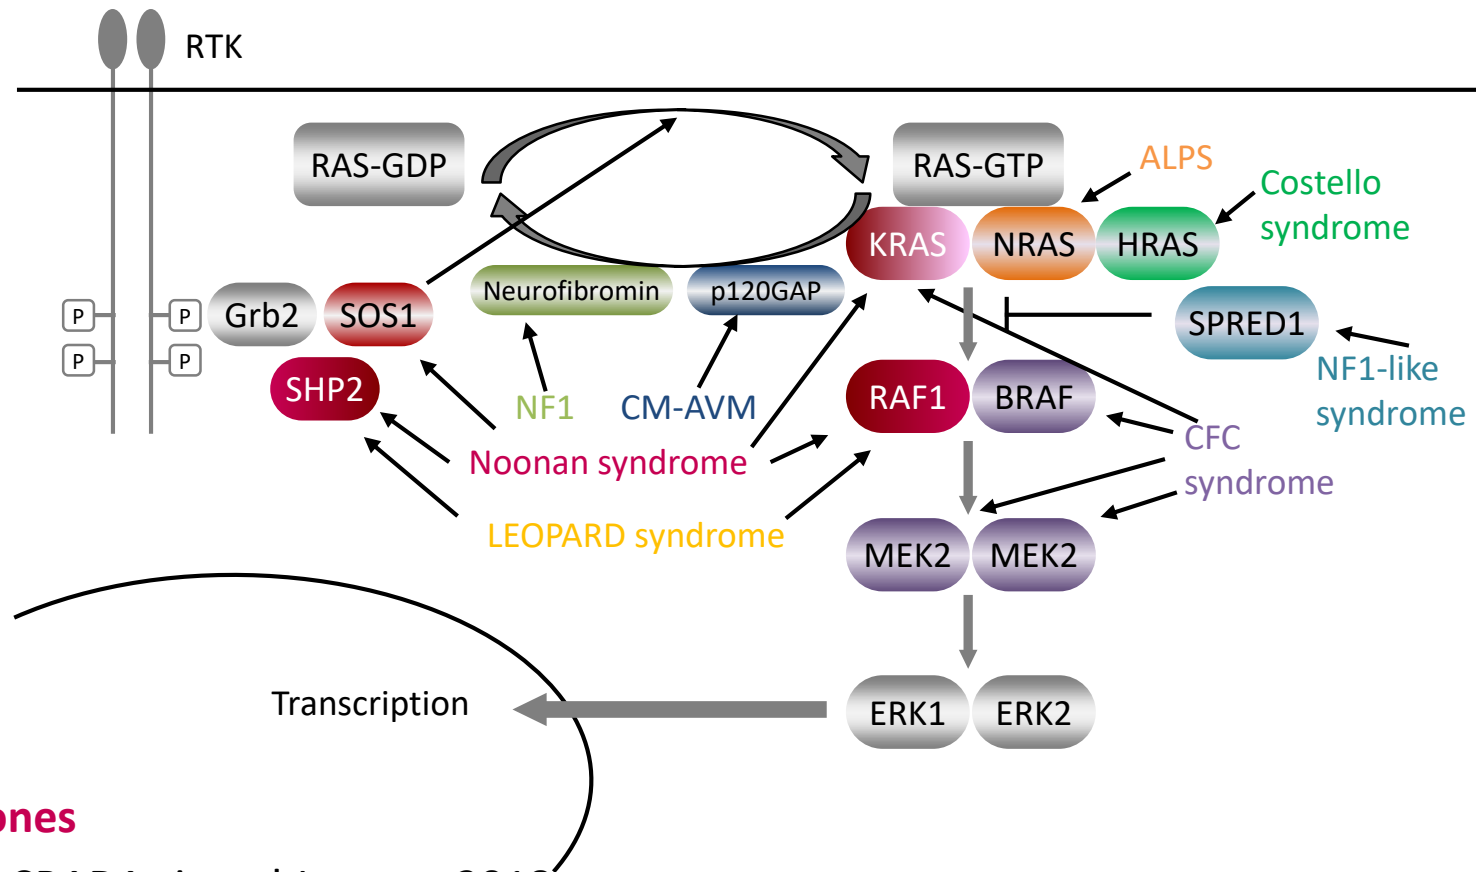 RTK
RAS-GDP
RAS-GTP
ALPS
Costello
syndrome
KRAS
NRAS
HRAS
Neurofibromin
p120GAP
P
P
Grb2
SOS1
SPRED1
P
P
SHP2
RAF1
BRAF
NF1-like
syndrome
NF1
CM-AVM
CFC
syndrome
Noonan syndrome
LEOPARD syndrome
MEK2
MEK2
Transcription
ERK1
ERK2
ones